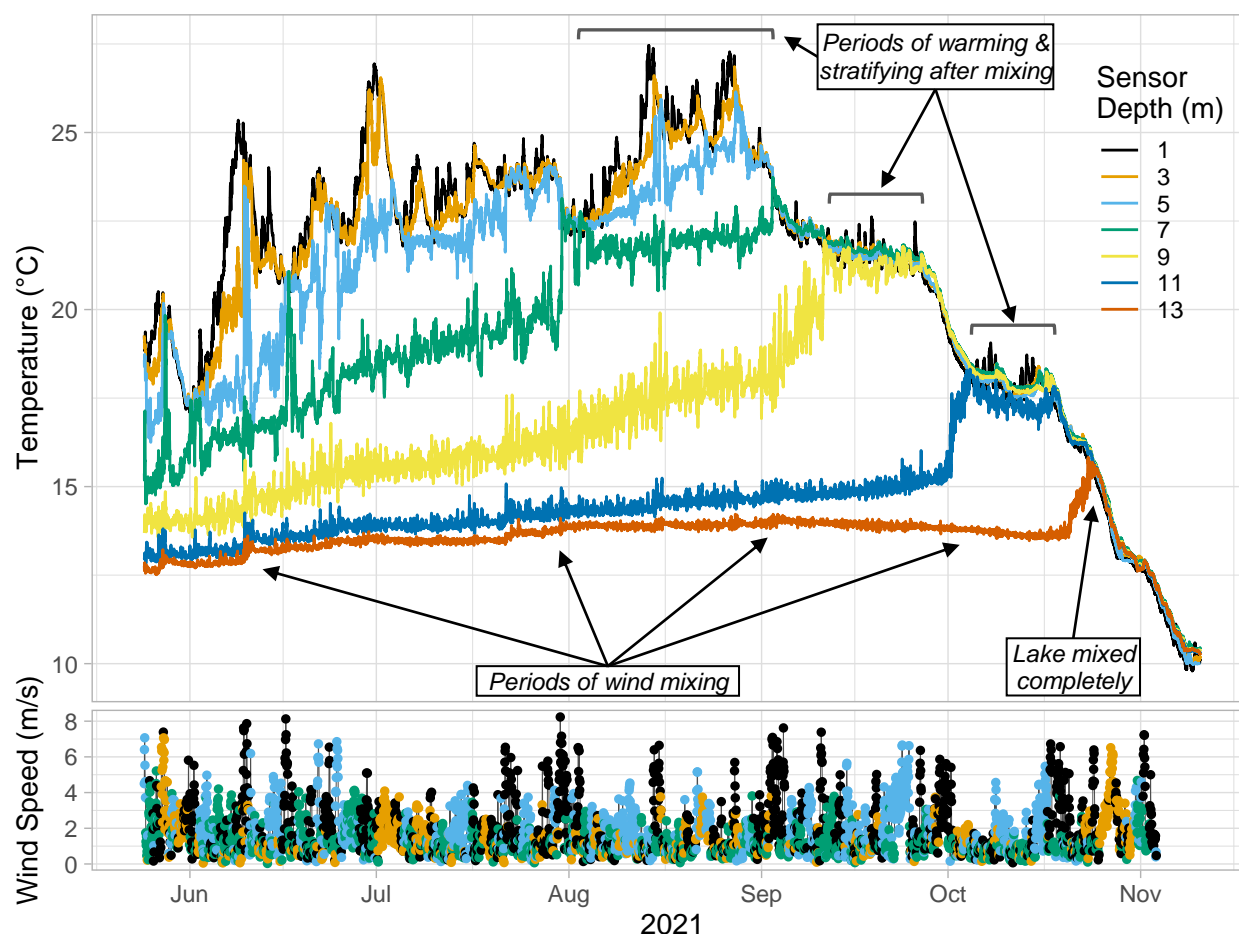 Periods of warming &
stratifying after mixing
Sensor
Depth (m)
1
3
5
7
9
11
13
Temperature (°C)
25
20
15
10
Periods of wind mixing
Lake mixed
completely
Wind Speed (m/s)
8
6
4
2
0
Jun
Jul
Aug
Sep
Oct
Nov
2021